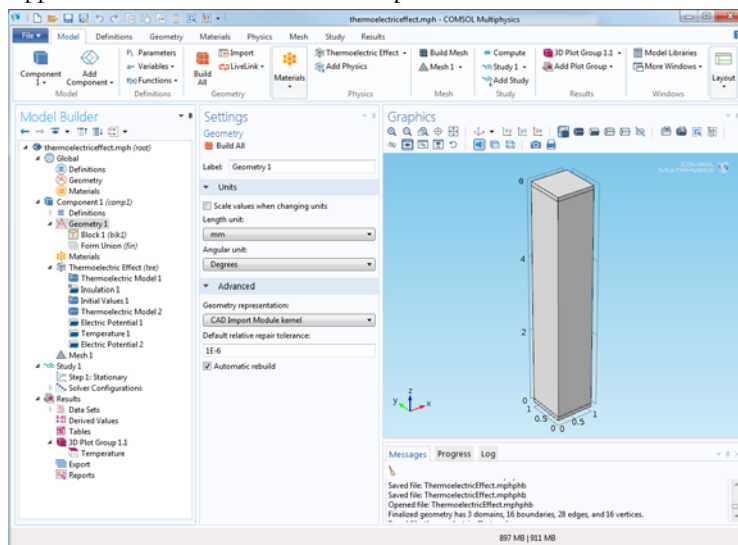 thermoelectriceffect.mph - COMSOL Multiphysics
File Model Definitions Geometry Materials Physics Mesh Study Results
Component 1
Add Component
Model
Pi Parameters
a= Variables
f(x) Functions
Definitions
Build All
Import
LiveLink
Geometry
Materials
Thermoelectric Effect
Add Physics
Physics
Build Mesh
Mesh 1
Mesh
Compute
Study 1
Add Study
Study
3D Plot Group 1.1
Add Plot Group
Results
Model Libraries
More Windows
Windows
Layout
Model Builder
thermoelectriceffect.mph (root)
Global
Definitions
Geometry
Materials
Component 1 (comp1)
Definitions
Geometry 1
Block 1 (blk1)
Form Union (fin)
Materials
Thermoelectric Effect (tee)
Thermoelectric Model 1
Insulation 1
Initial Values 1
Thermoelectric Model 2
Electric Potential 1
Temperature 1
Electric Potential 2
Mesh 1
Study 1
Step 1: Stationary
Solver Configurations
Results
Data Sets
Derived Values
Tables
3D Plot Group 1.1
Temperature
Export
Reports
Settings
Geometry
Build All
Label: Geometry 1
Units
Scale values when changing units
Length unit:
mm
Angular unit:
Degrees
Advanced
Geometry representation:
CAD Import Module kernel
Default relative repair tolerance:
1E-6
Automatic rebuild
Graphics
COMSOL
MULTIPHYSICS
6
4
2
0
1
0.5
0
0
0.5
1
z
y
x
Messages Progress Log
Saved file: ThermoelectricEffect.mphphb
Saved file: ThermoelectricEffect.mphphb
Opened file: ThermoelectricEffect.mphphb
Finalized geometry has 3 domains, 16 boundaries, 28 edges, and 16 vertices.
897 MB | 911 MB